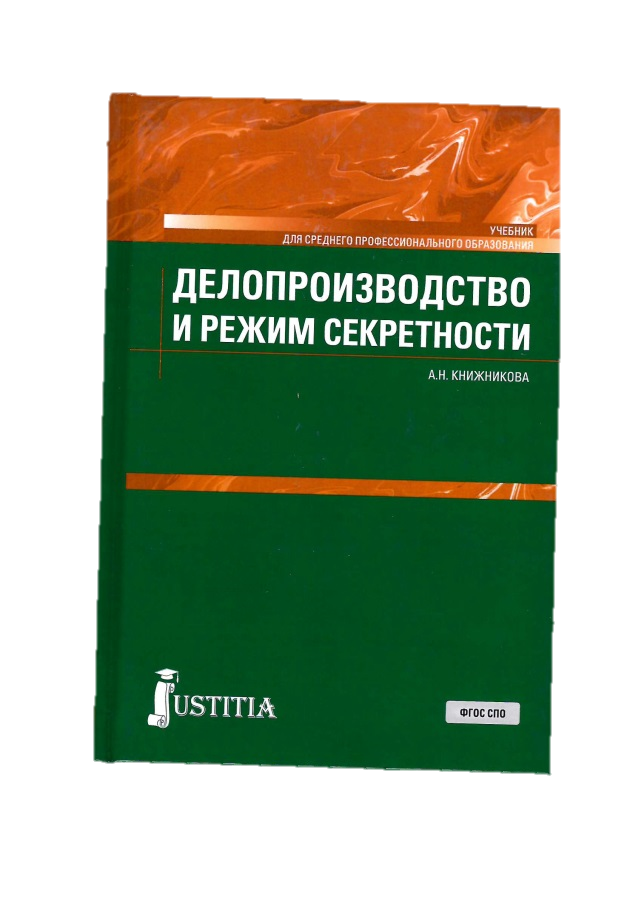 УЧЕБНИК
ДЛЯ СРЕДНЕГО ПРОФЕССИОНАЛЬНОГО ОБРАЗОВАНИЯ
ДЕЛОПРОИЗВОДСТВО
И РЕЖИМ СЕКРЕТНОСТИ
А.Н. КНИЖНИКОВА
JUSTITIA
ФГОС СПО